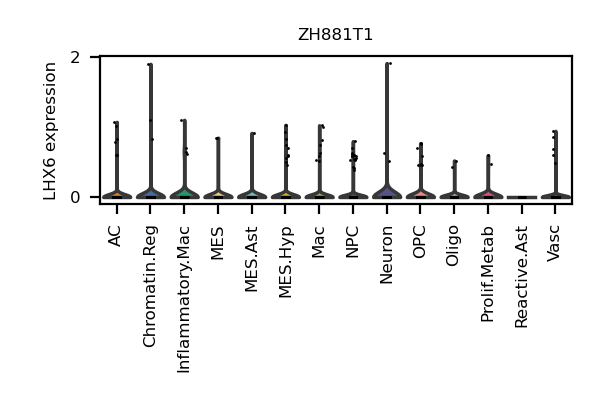 ZH881T1
LHX6 expression
2
0
AC
Chromatin.Reg
Inflammatory.Mac
MES
MES.Ast
MES.Hyp
Mac
NPC
Neuron
OPC
Oligo
Prolif.Metab
Reactive.Ast
Vasc